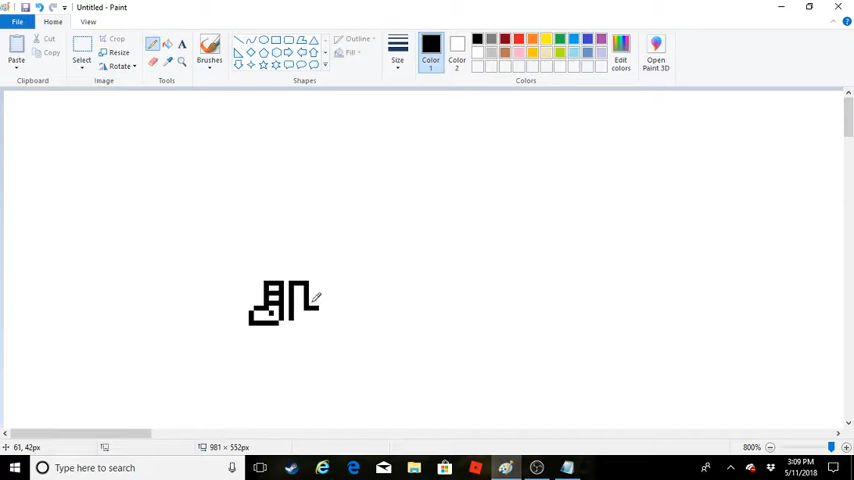 Untitled - Paint
File Home View
Paste Cut Copy Select Crop Resize Rotate Brushes A Outline Fill Size Color 1 Color 2 Edit colors Open Paint 3D
Clipboard Image Tools Shapes Colors
61, 42px 981 × 552px 800%
Type here to search 3:09 PM
5/11/2018